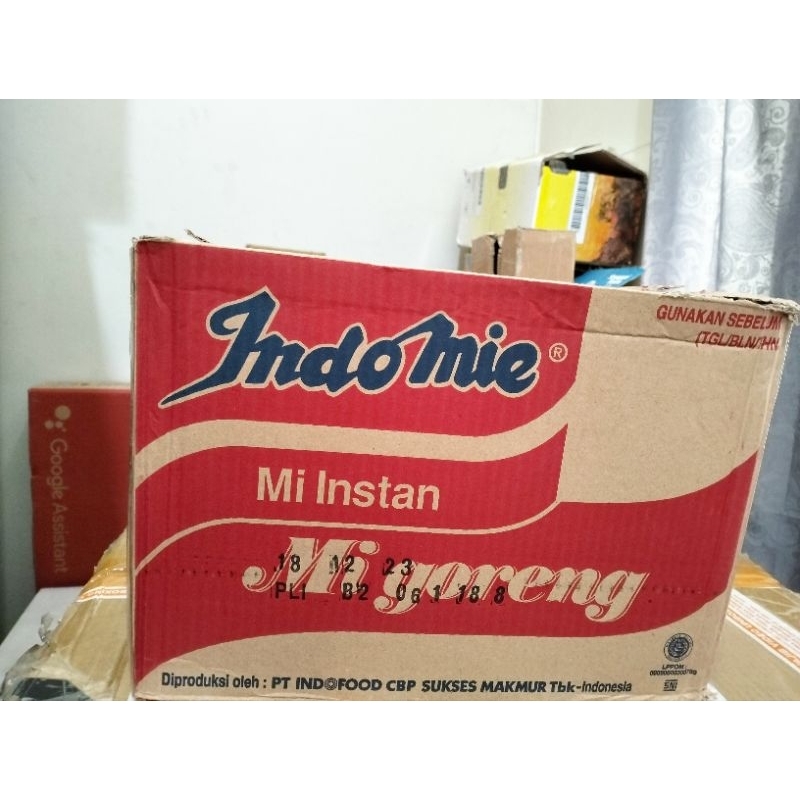 Indomie®
GUNAKAN SEBELUM
(TGL/BLN/THN
Mi Instan
Mi goreng
18 12 23
PLI B2 061 18.8
Diproduksi oleh : PT INDOFOOD CBP SUKSES MAKMUR Tbk-Indonesia
LPPOM :
SNI
Google Assistant